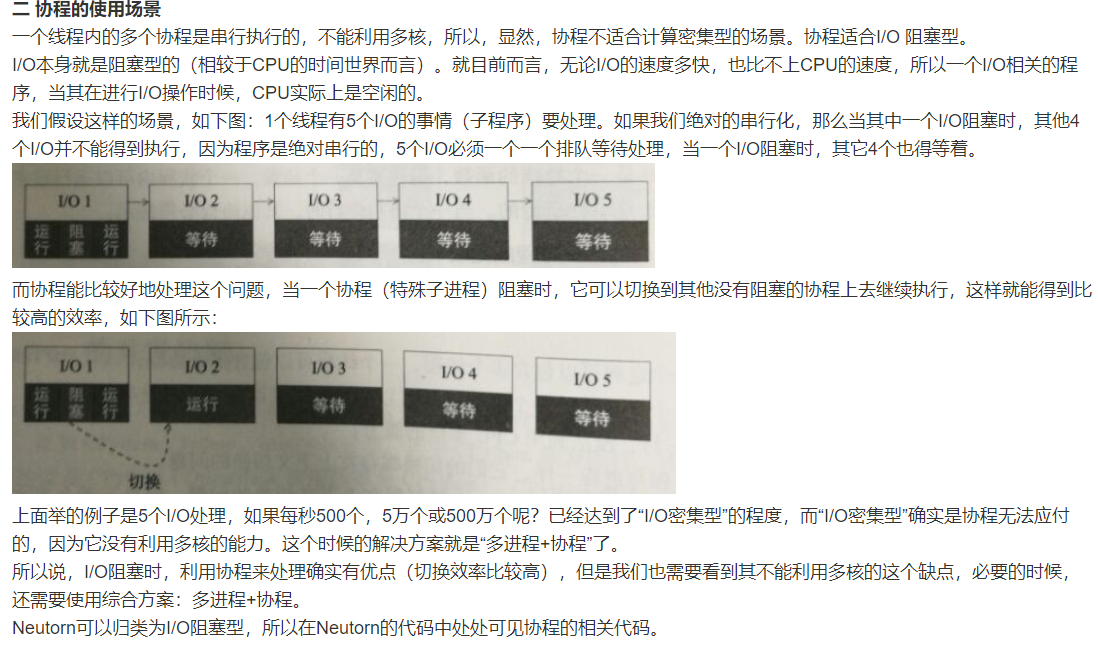 二 协程的使用场景
一个线程内的多个协程是串行执行的，不能利用多核，所以，显然，协程不适合计算密集型的场景。协程适合I/O 阻塞型。
I/O本身就是阻塞型的（相较于CPU的时间世界而言）。就目前而言，无论I/O的速度多快，也比不上CPU的速度，所以一个I/O相关的程
序，当其在进行I/O操作时候，CPU实际上是空闲的。
我们假设这样的场景，如下图：1个线程有5个I/O的事情（子程序）要处理。如果我们绝对的串行化，那么当其中一个I/O阻塞时，其他4
个I/O并不能得到执行，因为程序是绝对串行的，5个I/O必须一个一个排队等待处理，当一个I/O阻塞时，其它4个也得等着。
I/O 1 I/O 2 I/O 3 I/O 4 I/O 5
运行 阻塞 运行 等待 等待 等待 等待
而协程能比较好地处理这个问题，当一个协程（特殊子进程）阻塞时，它可以切换到其他没有阻塞的协程上去继续执行，这样就能得到比
较高的效率，如下图所示：
I/O 1 I/O 2 I/O 3 I/O 4 I/O 5
运行 阻塞 运行 运行 等待 等待 等待
切换
上面举的例子是5个I/O处理，如果每秒500个，5万个或500万个呢？已经达到了“I/O密集型”的程度，而“I/O密集型”确实是协程无法应付
的，因为它没有利用多核的能力。这个时候的解决方案就是“多进程+协程”了。
所以说，I/O阻塞时，利用协程来处理确实有优点（切换效率比较高），但是我们也需要看到其不能利用多核的这个缺点，必要的时候，
还需要使用综合方案：多进程+协程。
Neutorn可以归类为I/O阻塞型，所以在Neutorn的代码中处处可见协程的相关代码。